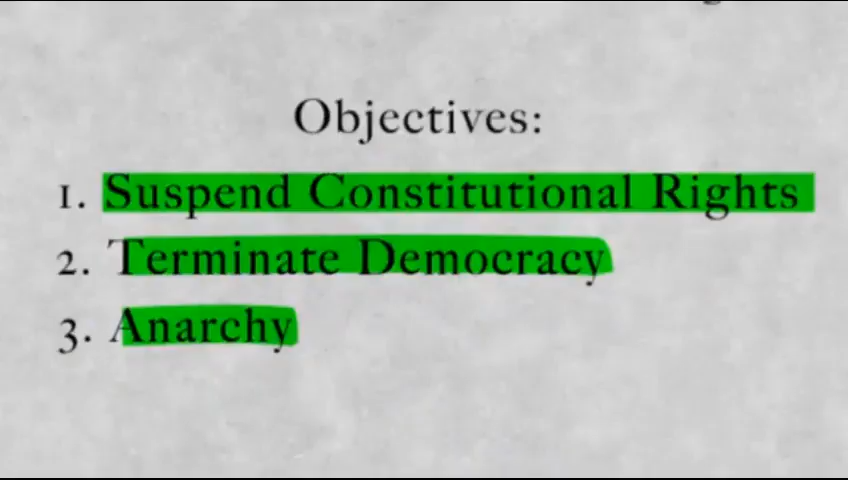 Objectives:
1. Suspend Constitutional Rights
2. Terminate Democracy
3. Anarchy